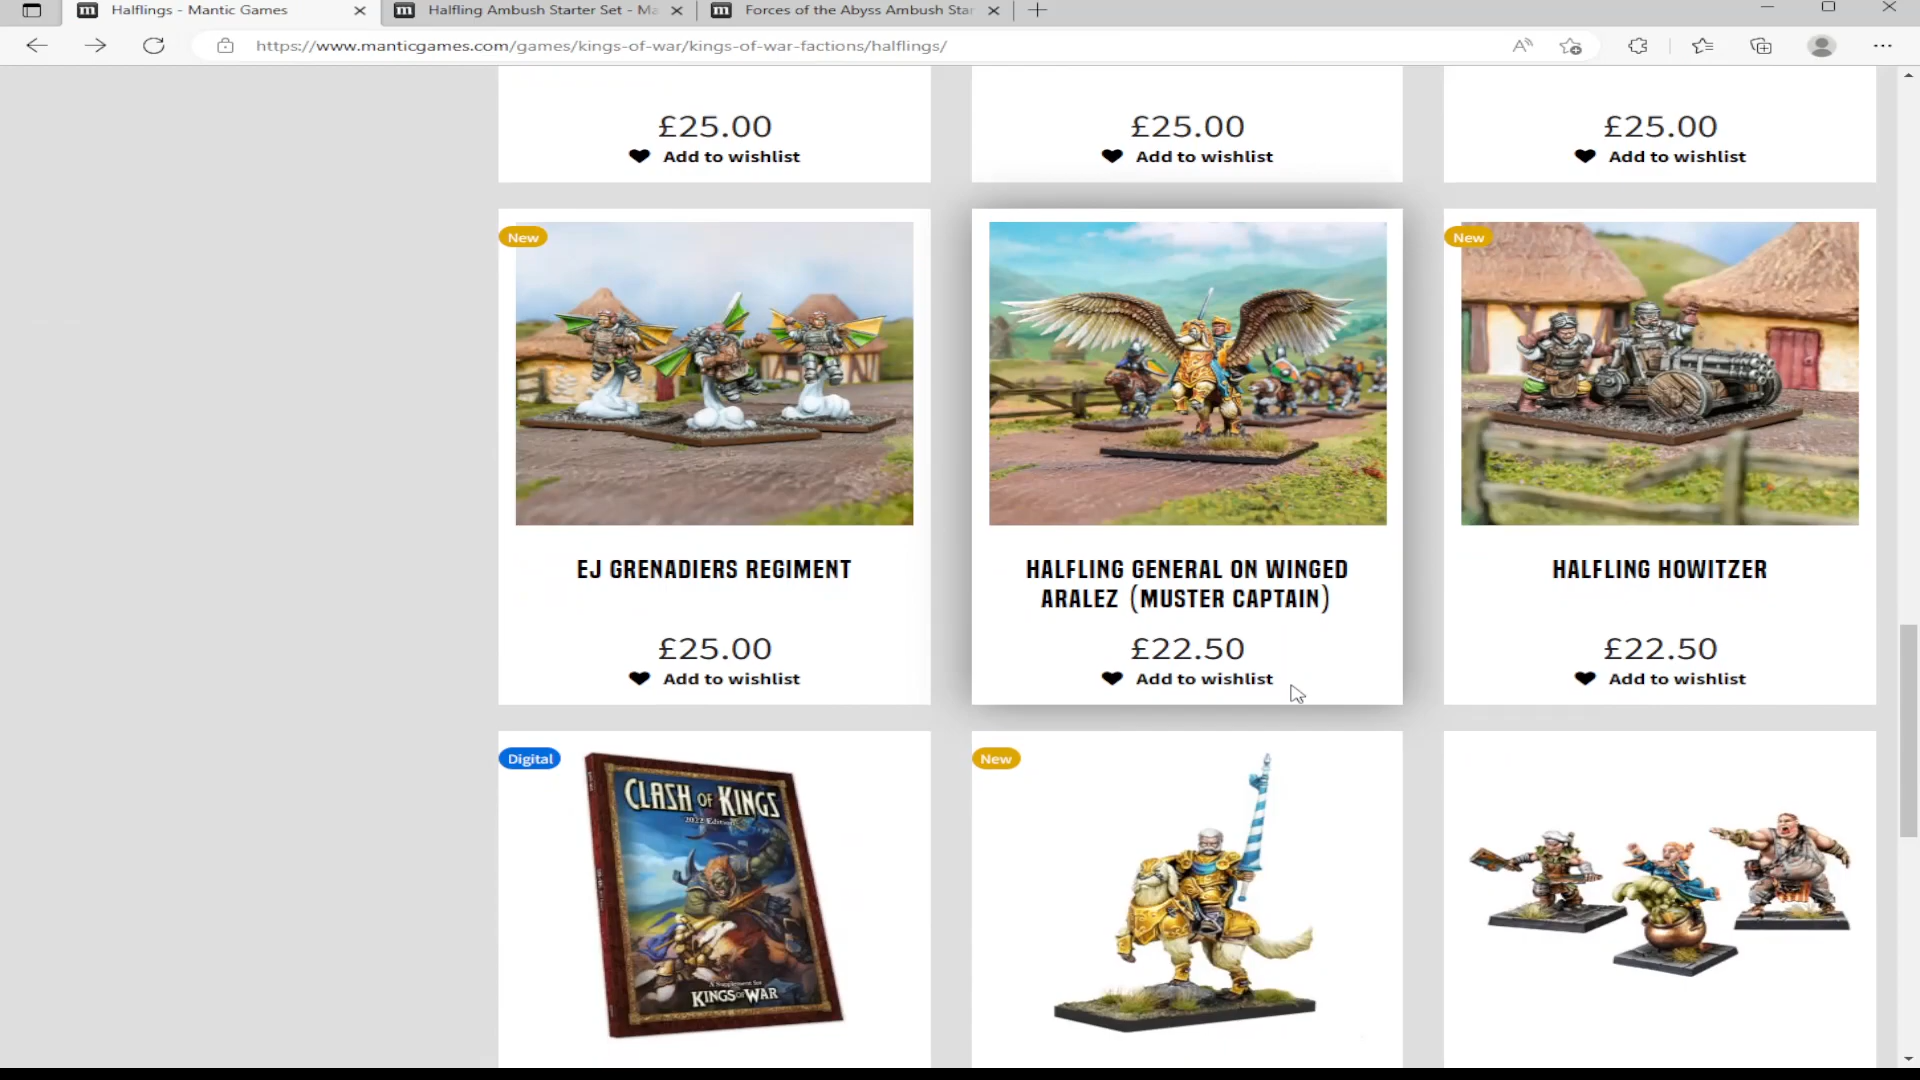 Halflings - Mantic Games
Halfling Ambush Starter Set - Ma
Forces of the Abyss Ambush Star
https://www.manticgames.com/games/kings-of-war/kings-of-war-factions/halflings/
£25.00
Add to wishlist
£25.00
Add to wishlist
£25.00
Add to wishlist
New
EJ GRENADIERS REGIMENT
£25.00
Add to wishlist
HALFLING GENERAL ON WINGED
ARALEZ (MUSTER CAPTAIN)
£22.50
Add to wishlist
New
HALFLING HOWITZER
£22.50
Add to wishlist
Digital
CLASH OF KINGS
2022 Edition
A Supplement for
KINGS OF WAR
New